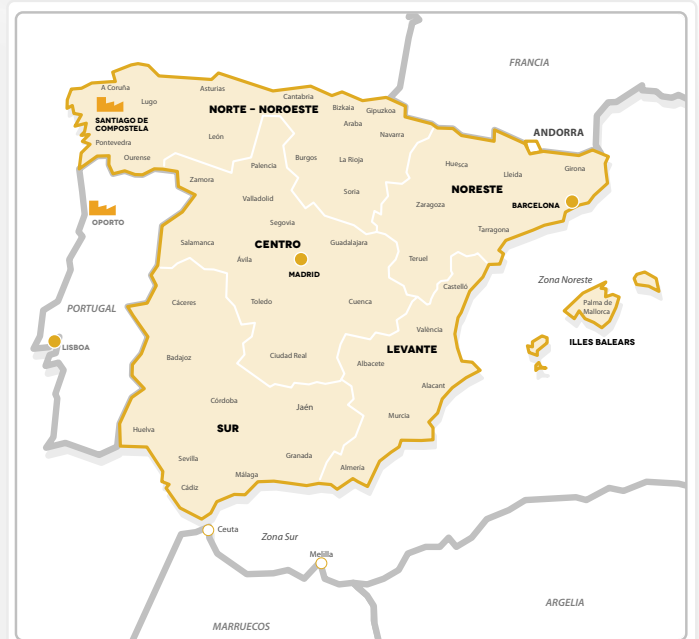 FRANCIA
A Coruña
Asturias
Lugo
Cantabria
NORTE – NOROESTE
Bizkaia
Gipuzkoa
SANTIAGO DE
COMPOSTELA
Araba
ANDORRA
León
Navarra
Pontevedra
Ourense
Palencia
Burgos
La Rioja
Huesca
Lleida
Girona
Zamora
Soria
NORESTE
Valladolid
Zaragoza
BARCELONA
OPORTO
Segovia
Tarragona
Salamanca
CENTRO
Guadalajara
Ávila
Teruel
MADRID
Zona Noreste
Castelló
PORTUGAL
Cáceres
Toledo
Cuenca
Palma de
Mallorca
València
LISBOA
ILLES BALEARS
LEVANTE
Badajoz
Ciudad Real
Albacete
Alacant
Córdoba
Jaén
Murcia
Huelva
SUR
Sevilla
Granada
Almería
Málaga
Cádiz
Ceuta
Zona Sur
Melilla
ARGELIA
MARRUECOS